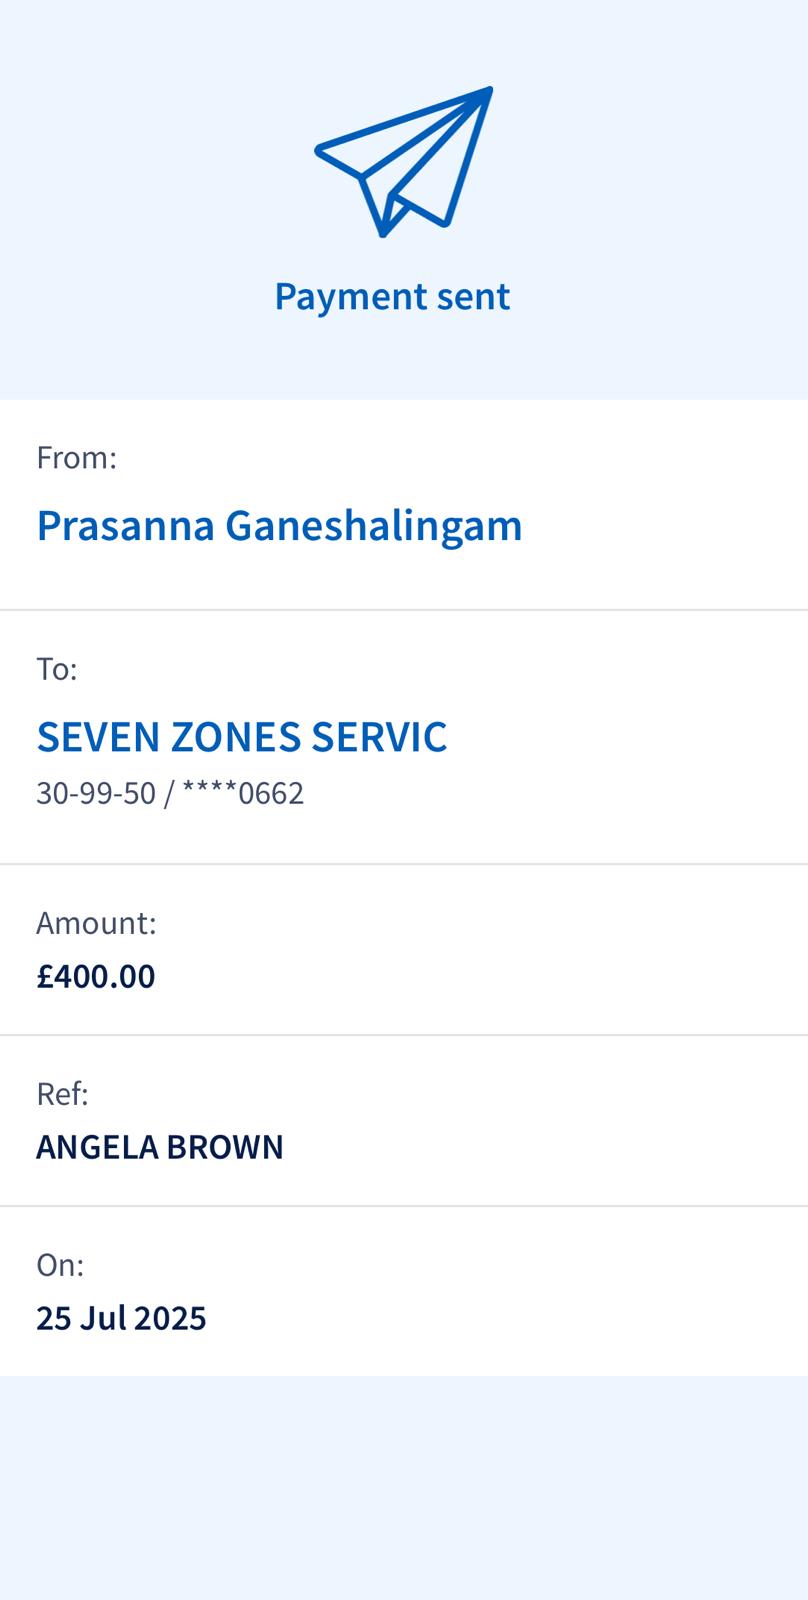 Payment sent
From:
Prasanna Ganeshalingam
To:
SEVEN ZONES SERVIC
30-99-50 / ****0662
Amount:
£400.00
Ref:
ANGELA BROWN
On:
25 Jul 2025